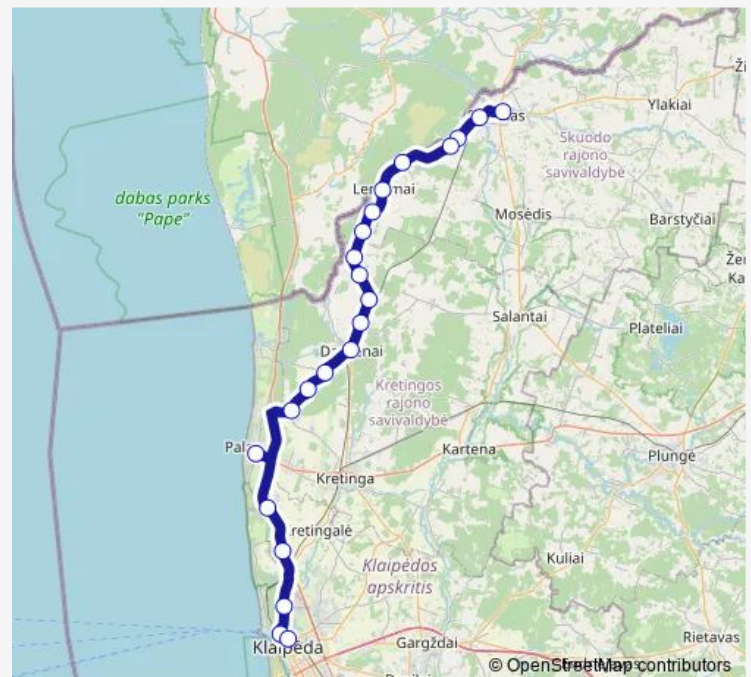 Ylakiai
Skuodo
rajono
savivaldybė
dabas parks
"Pape"
Mosėdis
Barstyčiai
Salantai
Plateliai
Kretingos
rajono
savivaldybė
Kartena
Plungė
Kretinga
Kuliai
Klaipėdos
apskritis
Rietavas
Gargždai
Klaipėda
© OpenStreetMap contributors